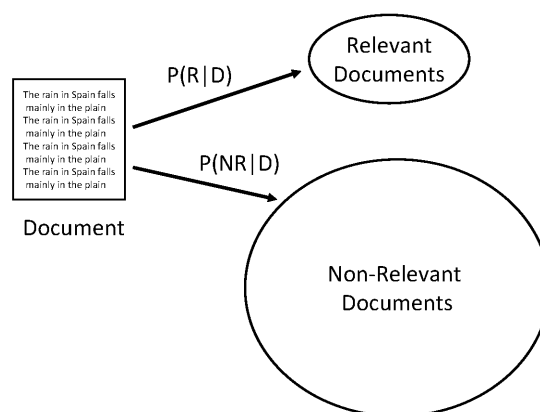 Relevant
Documents
P(R|D)
The rain in Spain falls
mainly in the plain
The rain in Spain falls
mainly in the plain
The rain in Spain falls
mainly in the plain
The rain in Spain falls
mainly in the plain
P(NR|D)
Document
Non-Relevant
Documents